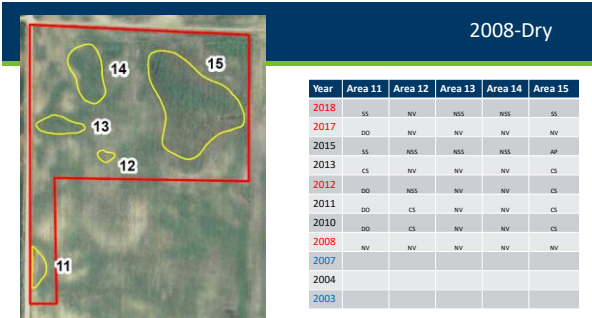 2008-Dry
14
15
13
12
11
Year Area 11 Area 12 Area 13 Area 14 Area 15
2018 SS NV NSS NSS SS
2017 DO NV NV NV NV
2015 SS NSS NSS NSS AP
2013 CS NV NV NV CS
2012 DO NSS NV NV CS
2011 DO CS NV NV CS
2010 DO CS NV NV CS
2008 NV NV NV NV NV
2007
2004
2003